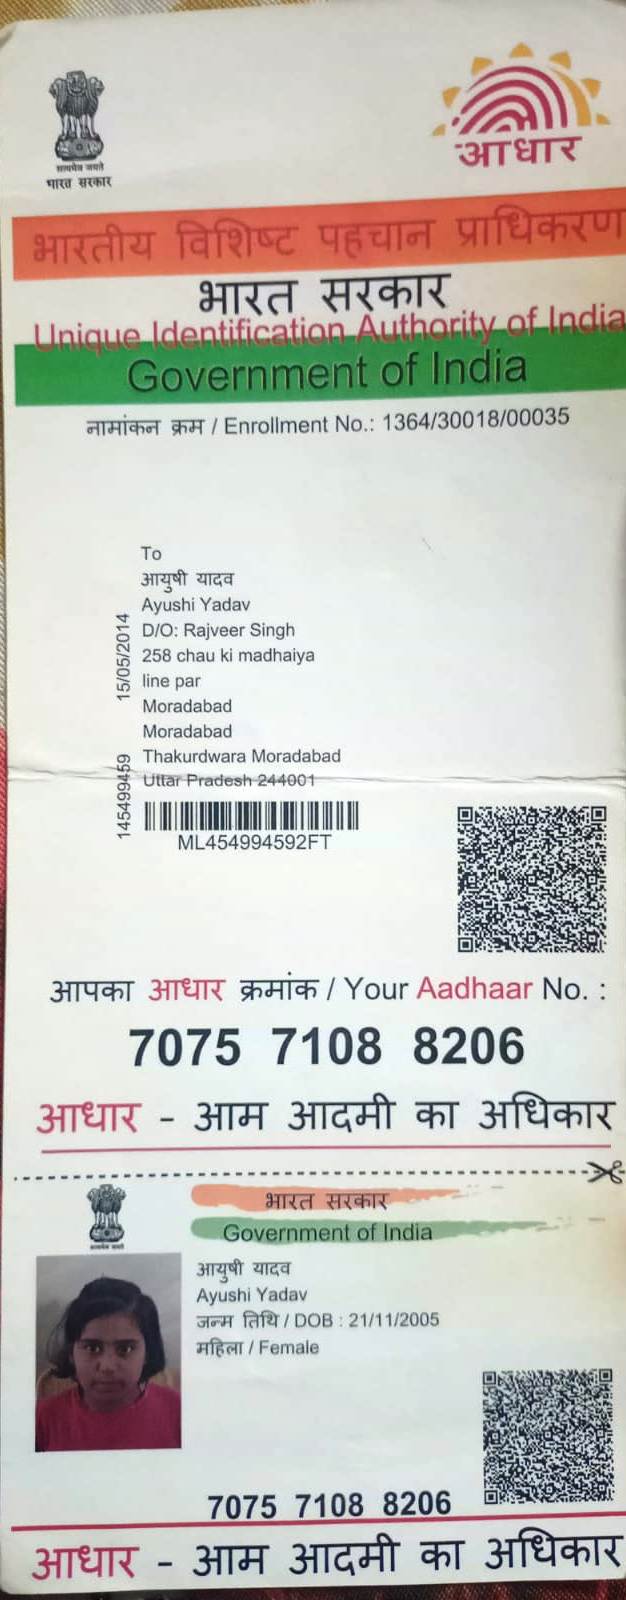 सत्यमेव जयते
भारत सरकार
आधार
भारतीय विशिष्ट पहचान प्राधिकरण
भारत सरकार
Unique Identification Authority of India
Government of India
नामांकन क्रम / Enrollment No.: 1364/30018/00035
To
आयुषी यादव
Ayushi Yadav
D/O: Rajveer Singh
258 chau ki madhaiya
line par
Moradabad
Moradabad
Thakurdwara Moradabad
Uttar Pradesh 244001
15/05/2014
145499459
ML454994592FT
आपका आधार क्रमांक / Your Aadhaar No. :
7075 7108 8206
आधार - आम आदमी का अधिकार
भारत सरकार
Government of India
आयुषी यादव
Ayushi Yadav
जन्म तिथि / DOB : 21/11/2005
महिला / Female
7075 7108 8206
आधार - आम आदमी का अधिकार